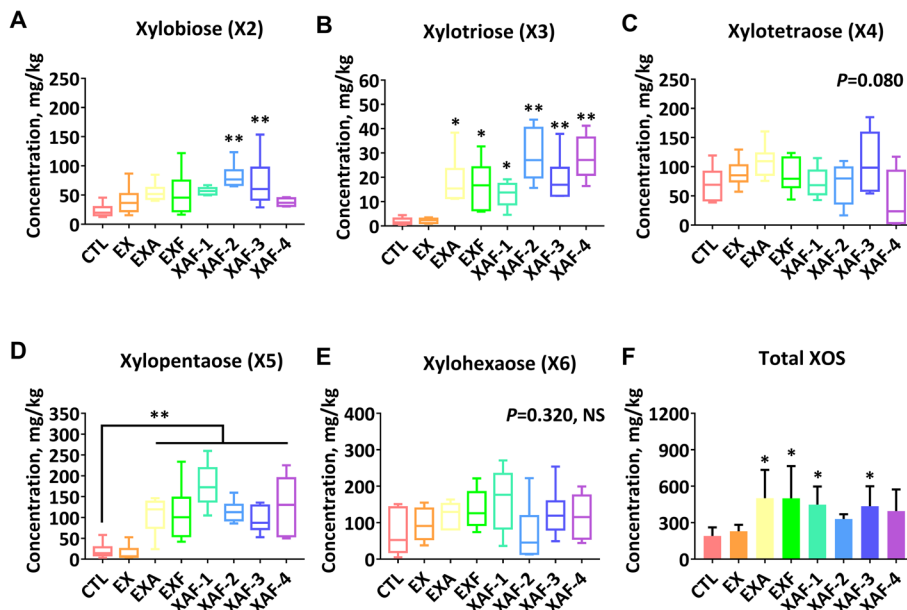 A
Xylobiose (X2)
Concentration, mg/kg
250
200
150
100
50
0
** **
CTL EX EXA EXF XAF-1 XAF-2 XAF-3 XAF-4
B
Xylotriose (X3)
Concentration, mg/kg
60
50
40
30
20
10
0
* * * ** ** **
CTL EX EXA EXF XAF-1 XAF-2 XAF-3 XAF-4
C
Xylotetraose (X4)
P=0.080
Concentration, mg/kg
250
200
150
100
50
0
CTL EX EXA EXF XAF-1 XAF-2 XAF-3 XAF-4
D
Xylopentaose (X5)
Concentration, mg/kg
350
300
250
200
150
100
50
0
**
CTL EX EXA EXF XAF-1 XAF-2 XAF-3 XAF-4
E
Xylohexaose (X6)
P=0.320, NS
Concentration, mg/kg
400
300
200
100
0
CTL EX EXA EXF XAF-1 XAF-2 XAF-3 XAF-4
F
Total XOS
Concentration, mg/kg
1200
900
600
300
0
* * * *
CTL EX EXA EXF XAF-1 XAF-2 XAF-3 XAF-4